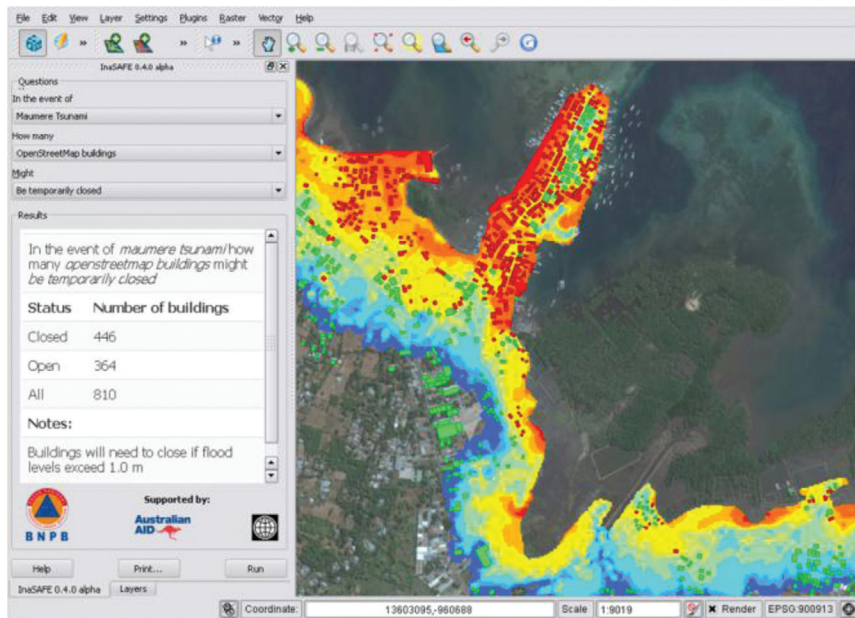 File Edit View Layer Settings Plugins Raster Vector Help
InaSAFE 0.4.0 alpha
Questions
In the event of
Maumere Tsunami
How many
OpenStreetMap buildings
Might
Be temporarily closed
Results
In the event of maumere tsunami how
many openstreetmap buildings might
be temporarily closed
Status Number of buildings
Closed 446
Open 364
All 810
Notes:
Buildings will need to close if flood
levels exceed 1.0 m
BNPB
Supported by:
Australian
AID
Help Print... Run
InaSAFE 0.4.0 alpha Layers
Coordinate: 13603095,-960688 Scale 1:9019 Render EPSG:900913